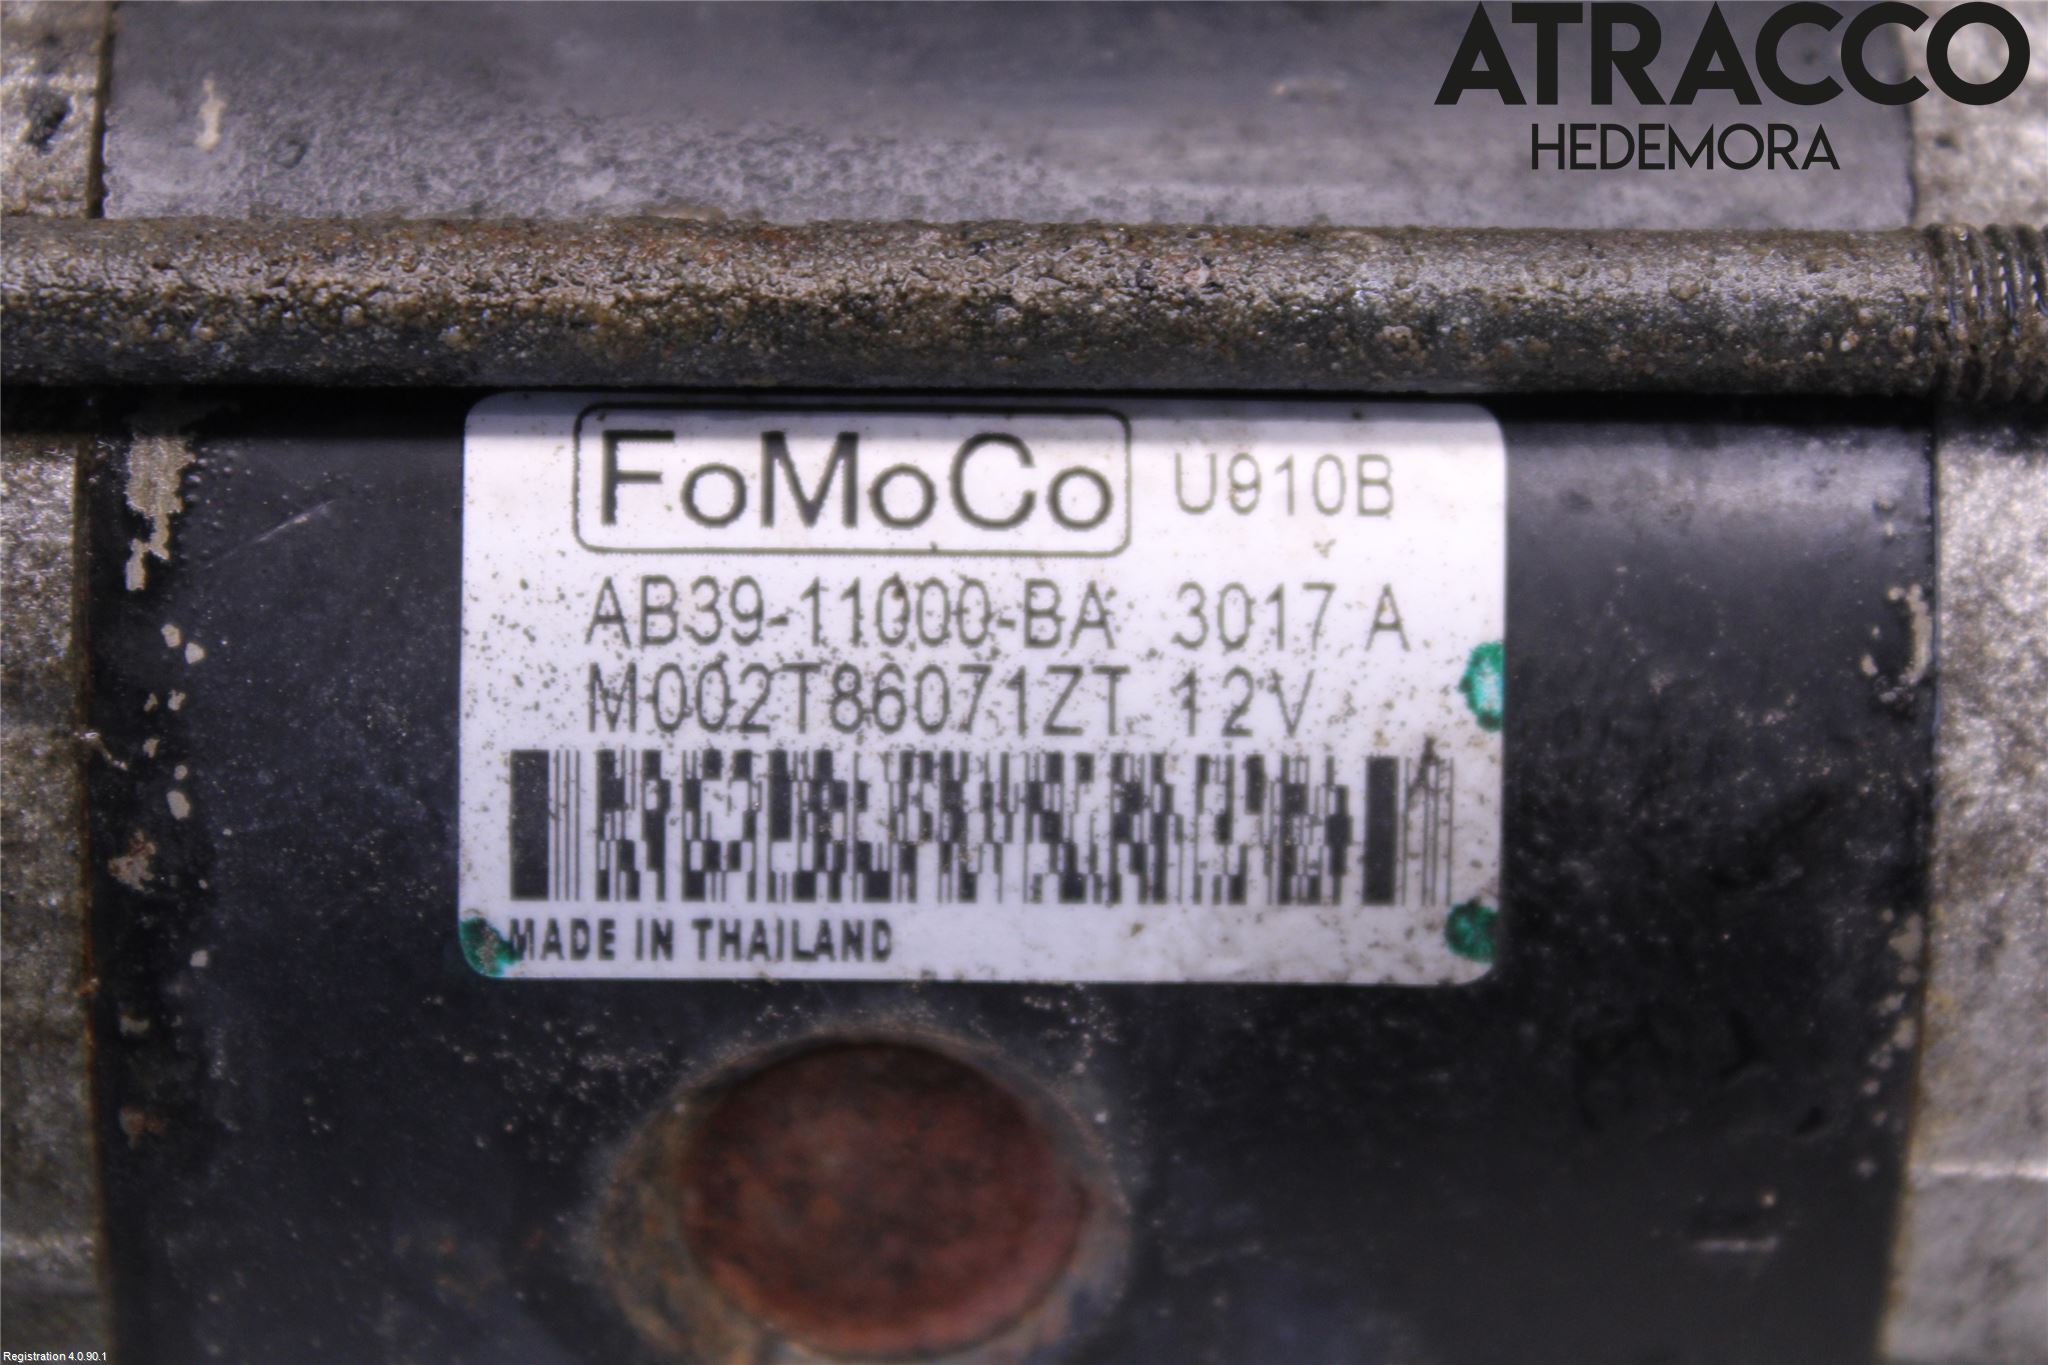 ATRACCO
HEDEMORA
FoMoCo U910B
AB39-11000-BA 3017 A
M002T86071ZT 12V
MADE IN THAILAND
Registration 4.0.90.1